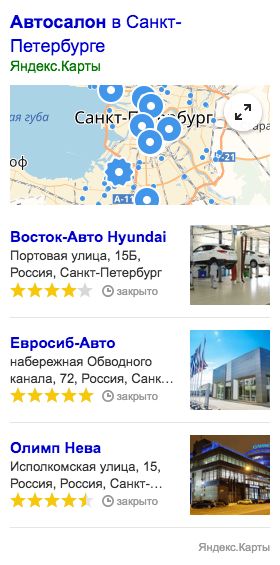 Автосалон в Санкт-
Петербурге
Яндекс.Карты
ая губа
Санкт-Петербург
оф
А-21
А-11
Восток-Авто Hyundai
Портовая улица, 15Б,
Россия, Санкт-Петербург
закрыто
Евросиб-Авто
набережная Обводного
канала, 72, Россия, Санк...
закрыто
Олимп Нева
Исполкомская улица, 15,
Россия, Россия, Санкт-...
закрыто
Яндекс.Карты